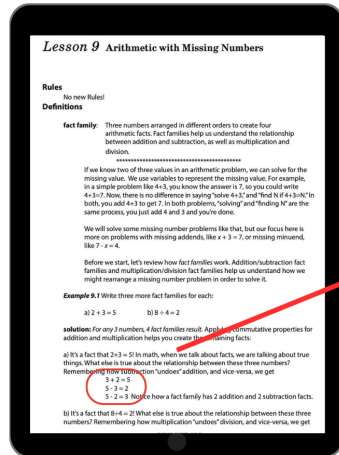 Lesson 9 Arithmetic with Missing Numbers
Rules
No new Rules!
Definitions
fact family: Three numbers arranged in different orders to create four
arithmetic facts. Fact families help us understand the relationship
between addition and subtraction, as well as multiplication and
division.
******************************************
If we know two of three values in an arithmetic problem, we can solve for the
missing value. We use variables to represent the missing value. For example,
in a simple problem like 4+3, you know the answer is 7, so you could write
4+3=7. Now, there is no difference in saying "solve 4+3," and "find N if 4+3=N." In
both, you add 4+3 to get 7. In both problems, "solving" and "finding N" are the
same process, you just add 4 and 3 and you're done.
We will solve some missing number problems like that, but our focus here is
more on problems with missing addends, like x + 3 = 7, or missing minuend,
like 7 - x = 4.
Before we start, let's review how fact families work. Addition/subtraction fact
families and multiplication/division fact families help us understand how we
might rearrange a missing number problem in order to solve it.
Example 9.1 Write three more fact families for each:
a) 2 + 3 = 5 b) 8 ÷ 4 = 2
solution: For any 3 numbers, 4 fact families result. Applying commutative properties for
addition and multiplication helps you create the remaining facts:
a) It's a fact that 2+3 = 5! In math, when we talk about facts, we are talking about true
things. What else is true about the relationship between these three numbers?
Remembering how subtraction "undoes" addition, and vice-versa, we get
3 + 2 = 5
5 - 3 = 2
5 - 2 = 3 Notice how a fact family has 2 addition and 2 subtraction facts.
b) It's a fact that 8÷4 = 2! What else is true about the relationship between these three
numbers? Remembering how multiplication "undoes" division, and vice-versa, we get